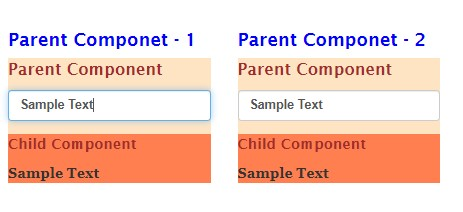 Parent Componet - 1
Parent Component
Sample Text
Child Component
Sample Text
Parent Componet - 2
Parent Component
Sample Text
Child Component
Sample Text